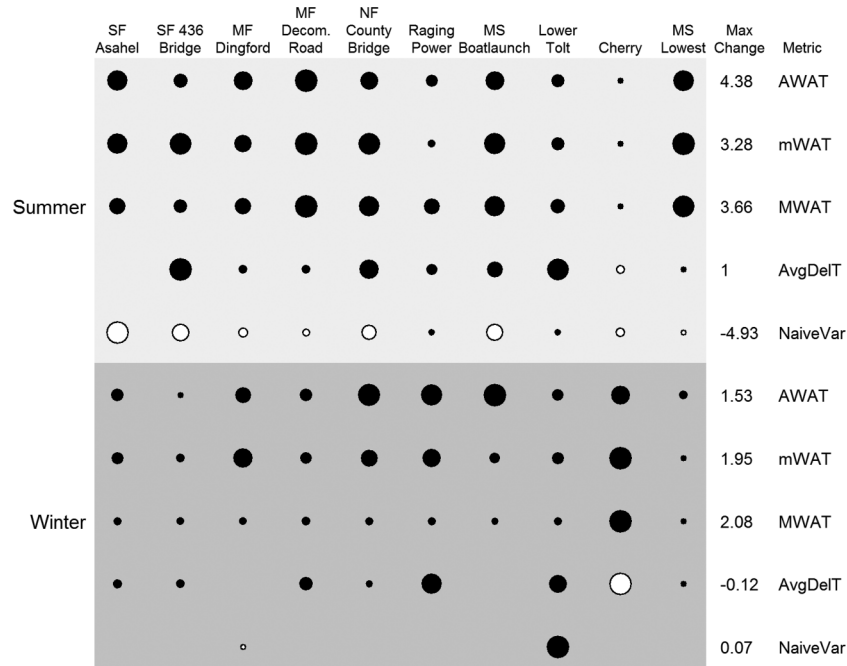 SF Asahel
SF 436 Bridge
MF Dingford
MF Decom. Road
NF County Bridge
Raging Power
MS Boatlaunch
Lower Tolt
Cherry
MS Lowest
Max Change
Metric
Summer
4.38 AWAT
3.28 mWAT
3.66 MWAT
1 AvgDelT
-4.93 NaiveVar
Winter
1.53 AWAT
1.95 mWAT
2.08 MWAT
-0.12 AvgDelT
0.07 NaiveVar